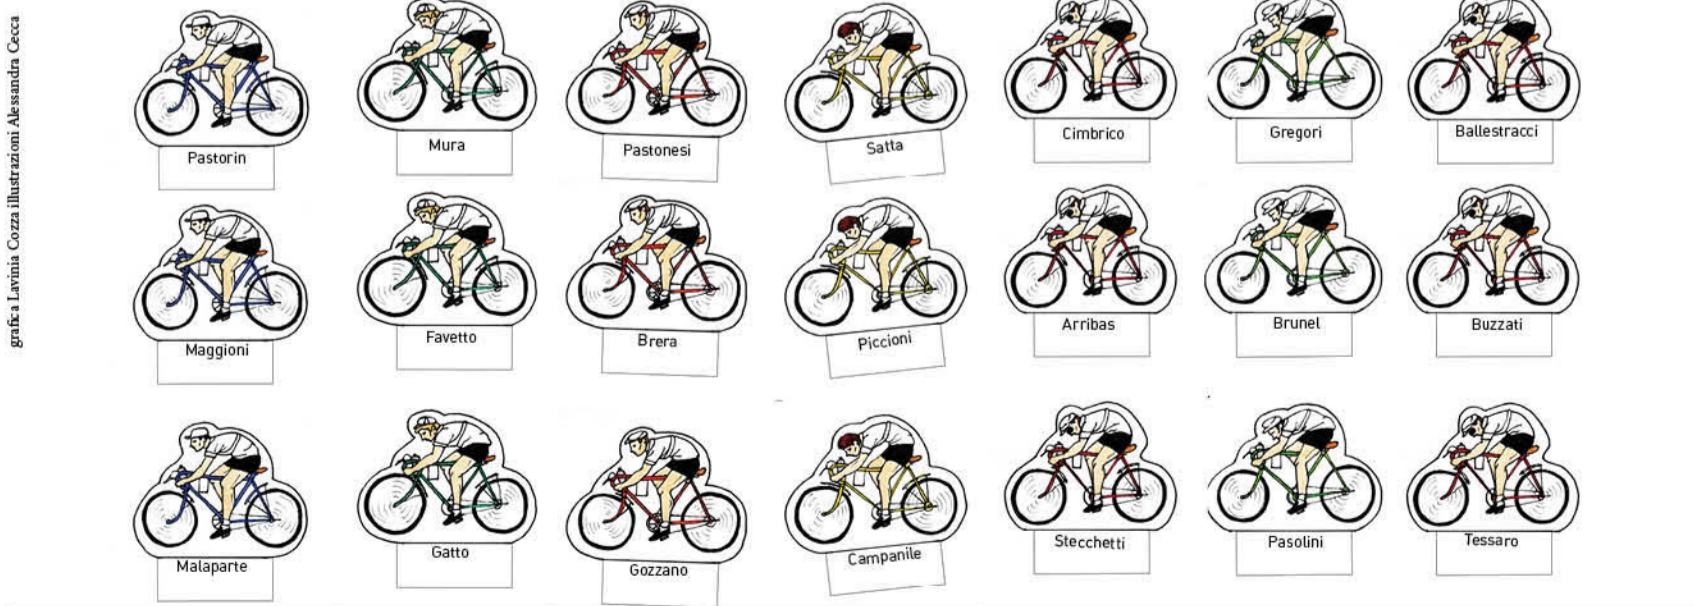 grafica Lavinia Cozza illustrazioni Alessandra Cecca
Pastorin
Mura
Pastonesi
Satta
Cimbrico
Gregori
Ballestracci
Maggioni
Favetto
Brera
Piccioni
Arribas
Brunel
Buzzati
Malaparte
Gatto
Gozzano
Campanile
Stecchetti
Pasolini
Tessaro